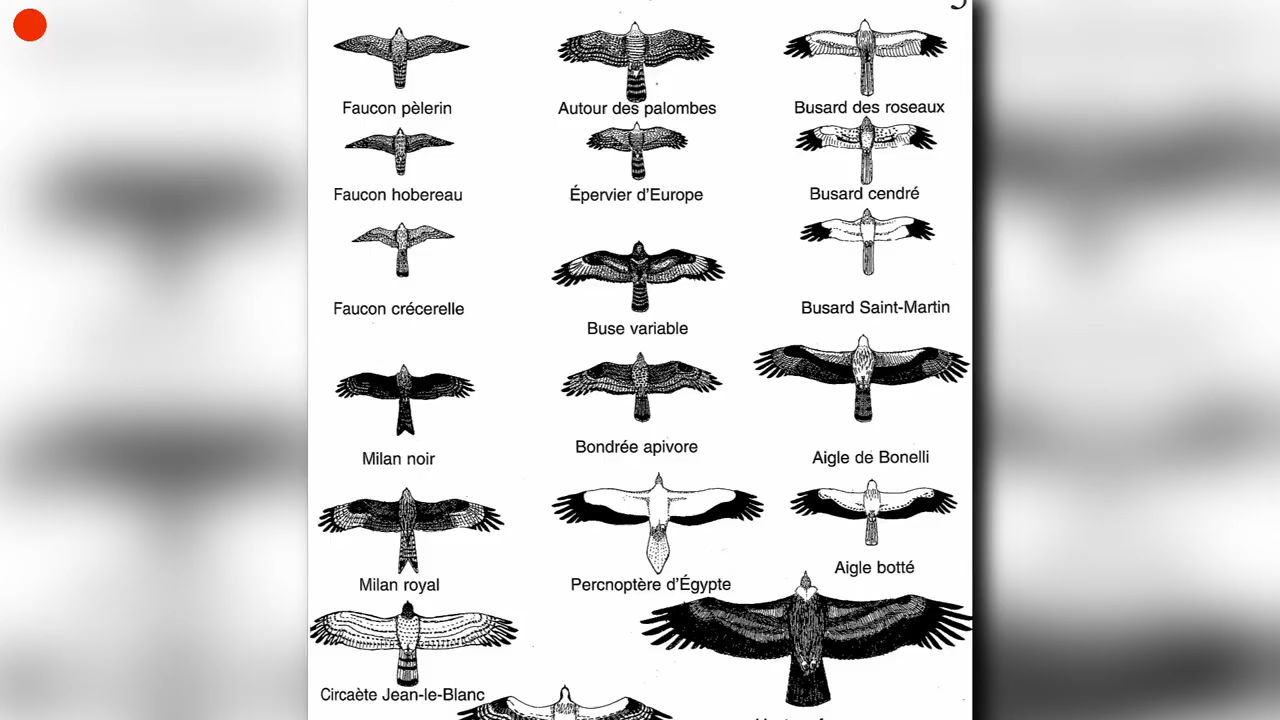 Faucon pèlerin
Autour des palombes
Busard des roseaux
Faucon hobereau
Épervier d'Europe
Busard cendré
Faucon crécerelle
Buse variable
Busard Saint-Martin
Milan noir
Bondrée apivore
Aigle de Bonelli
Milan royal
Percnoptère d'Égypte
Aigle botté
Circaète Jean-le-Blanc